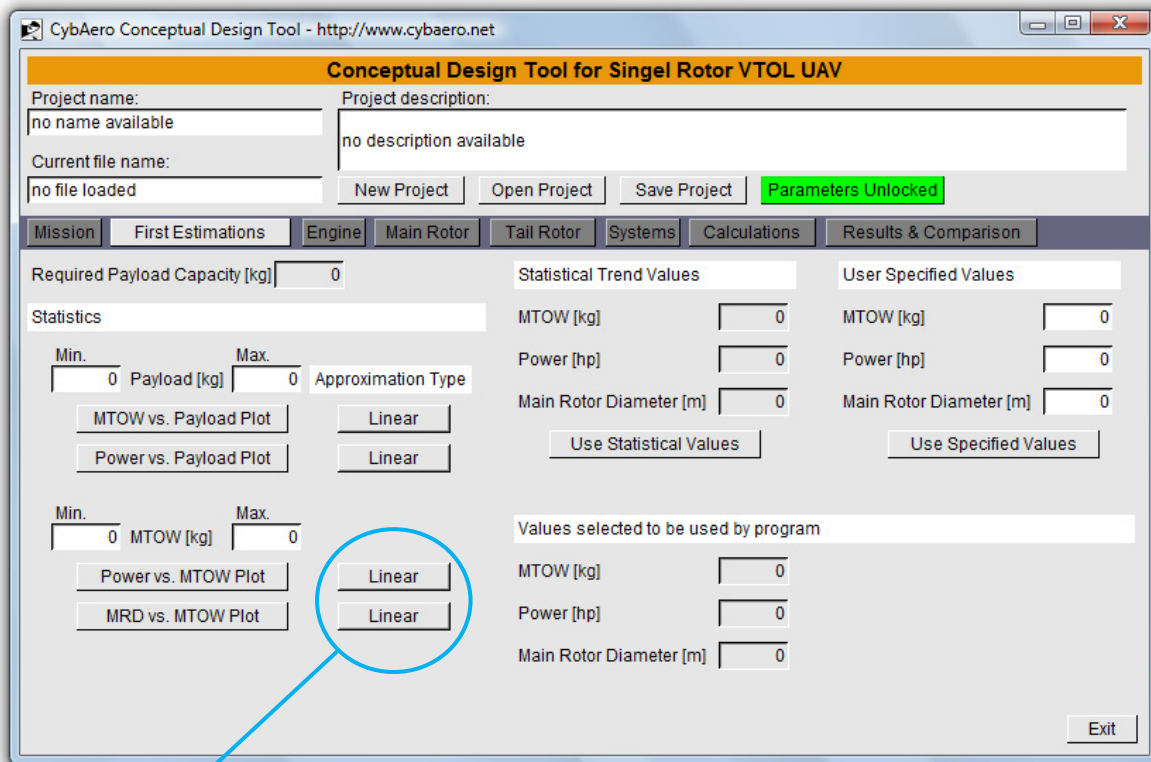 CybAero Conceptual Design Tool - http://www.cybaero.net
Conceptual Design Tool for Singel Rotor VTOL UAV
Project name:
no name available
Project description:
no description available
Current file name:
no file loaded
New Project
Open Project
Save Project
Parameters Unlocked
Mission
First Estimations
Engine
Main Rotor
Tail Rotor
Systems
Calculations
Results & Comparison
Required Payload Capacity [kg] 0
Statistics
Min. Max.
0 Payload [kg] 0
Approximation Type
MTOW vs. Payload Plot
Linear
Power vs. Payload Plot
Linear
Min. Max.
0 MTOW [kg] 0
Power vs. MTOW Plot
Linear
MRD vs. MTOW Plot
Linear
Statistical Trend Values
MTOW [kg] 0
Power [hp] 0
Main Rotor Diameter [m] 0
Use Statistical Values
User Specified Values
MTOW [kg] 0
Power [hp] 0
Main Rotor Diameter [m] 0
Use Specified Values
Values selected to be used by program
MTOW [kg] 0
Power [hp] 0
Main Rotor Diameter [m] 0
Exit